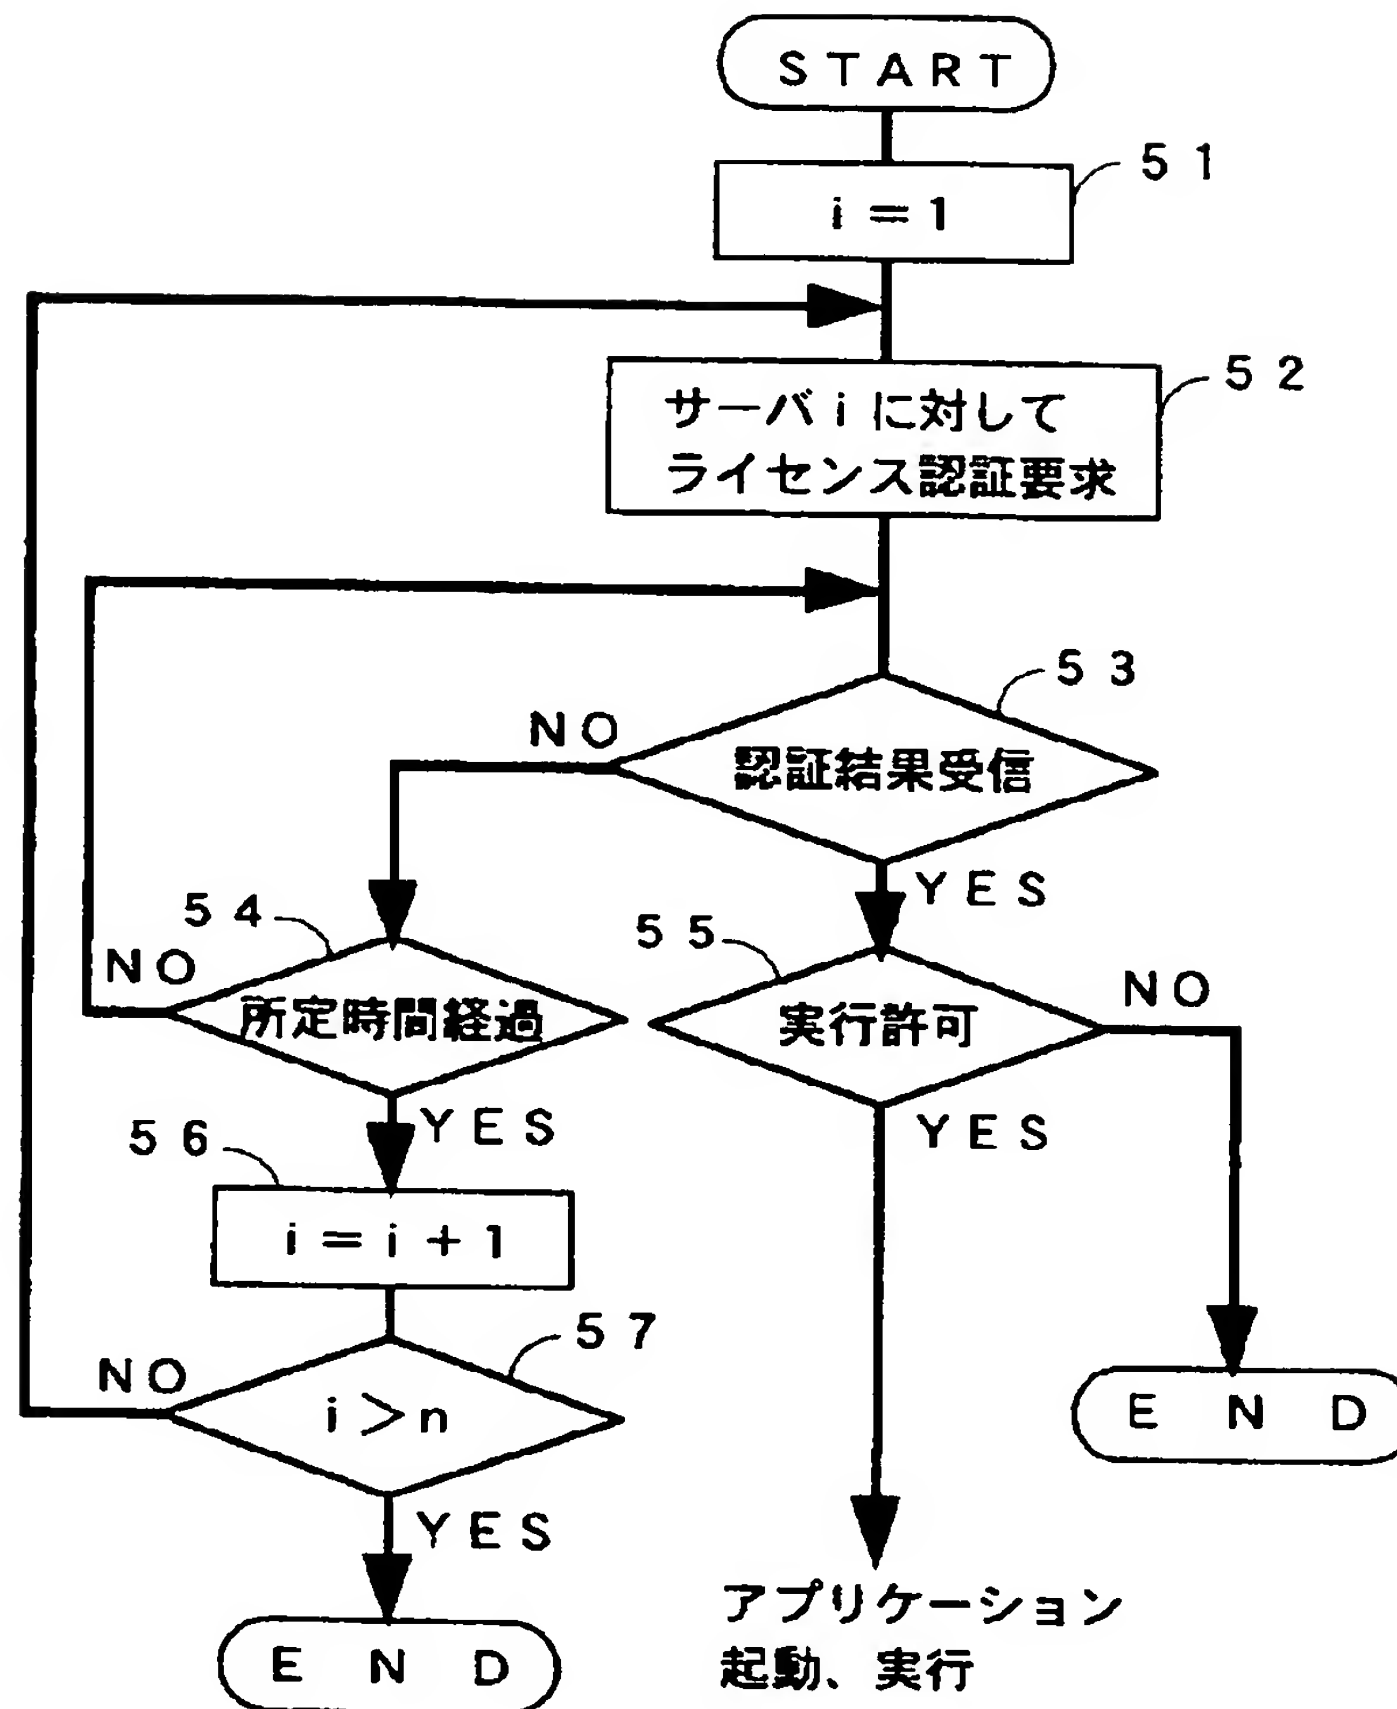 START
51
i=1
52
サーバiに対して
ライセンス認証要求
53
NO
認証結果受信
YES
54
55
NO
NO
所定時間経過
実行許可
YES
YES
56
i=i+1
57
NO
i>n
END
YES
アプリケーション
起動、実行
END